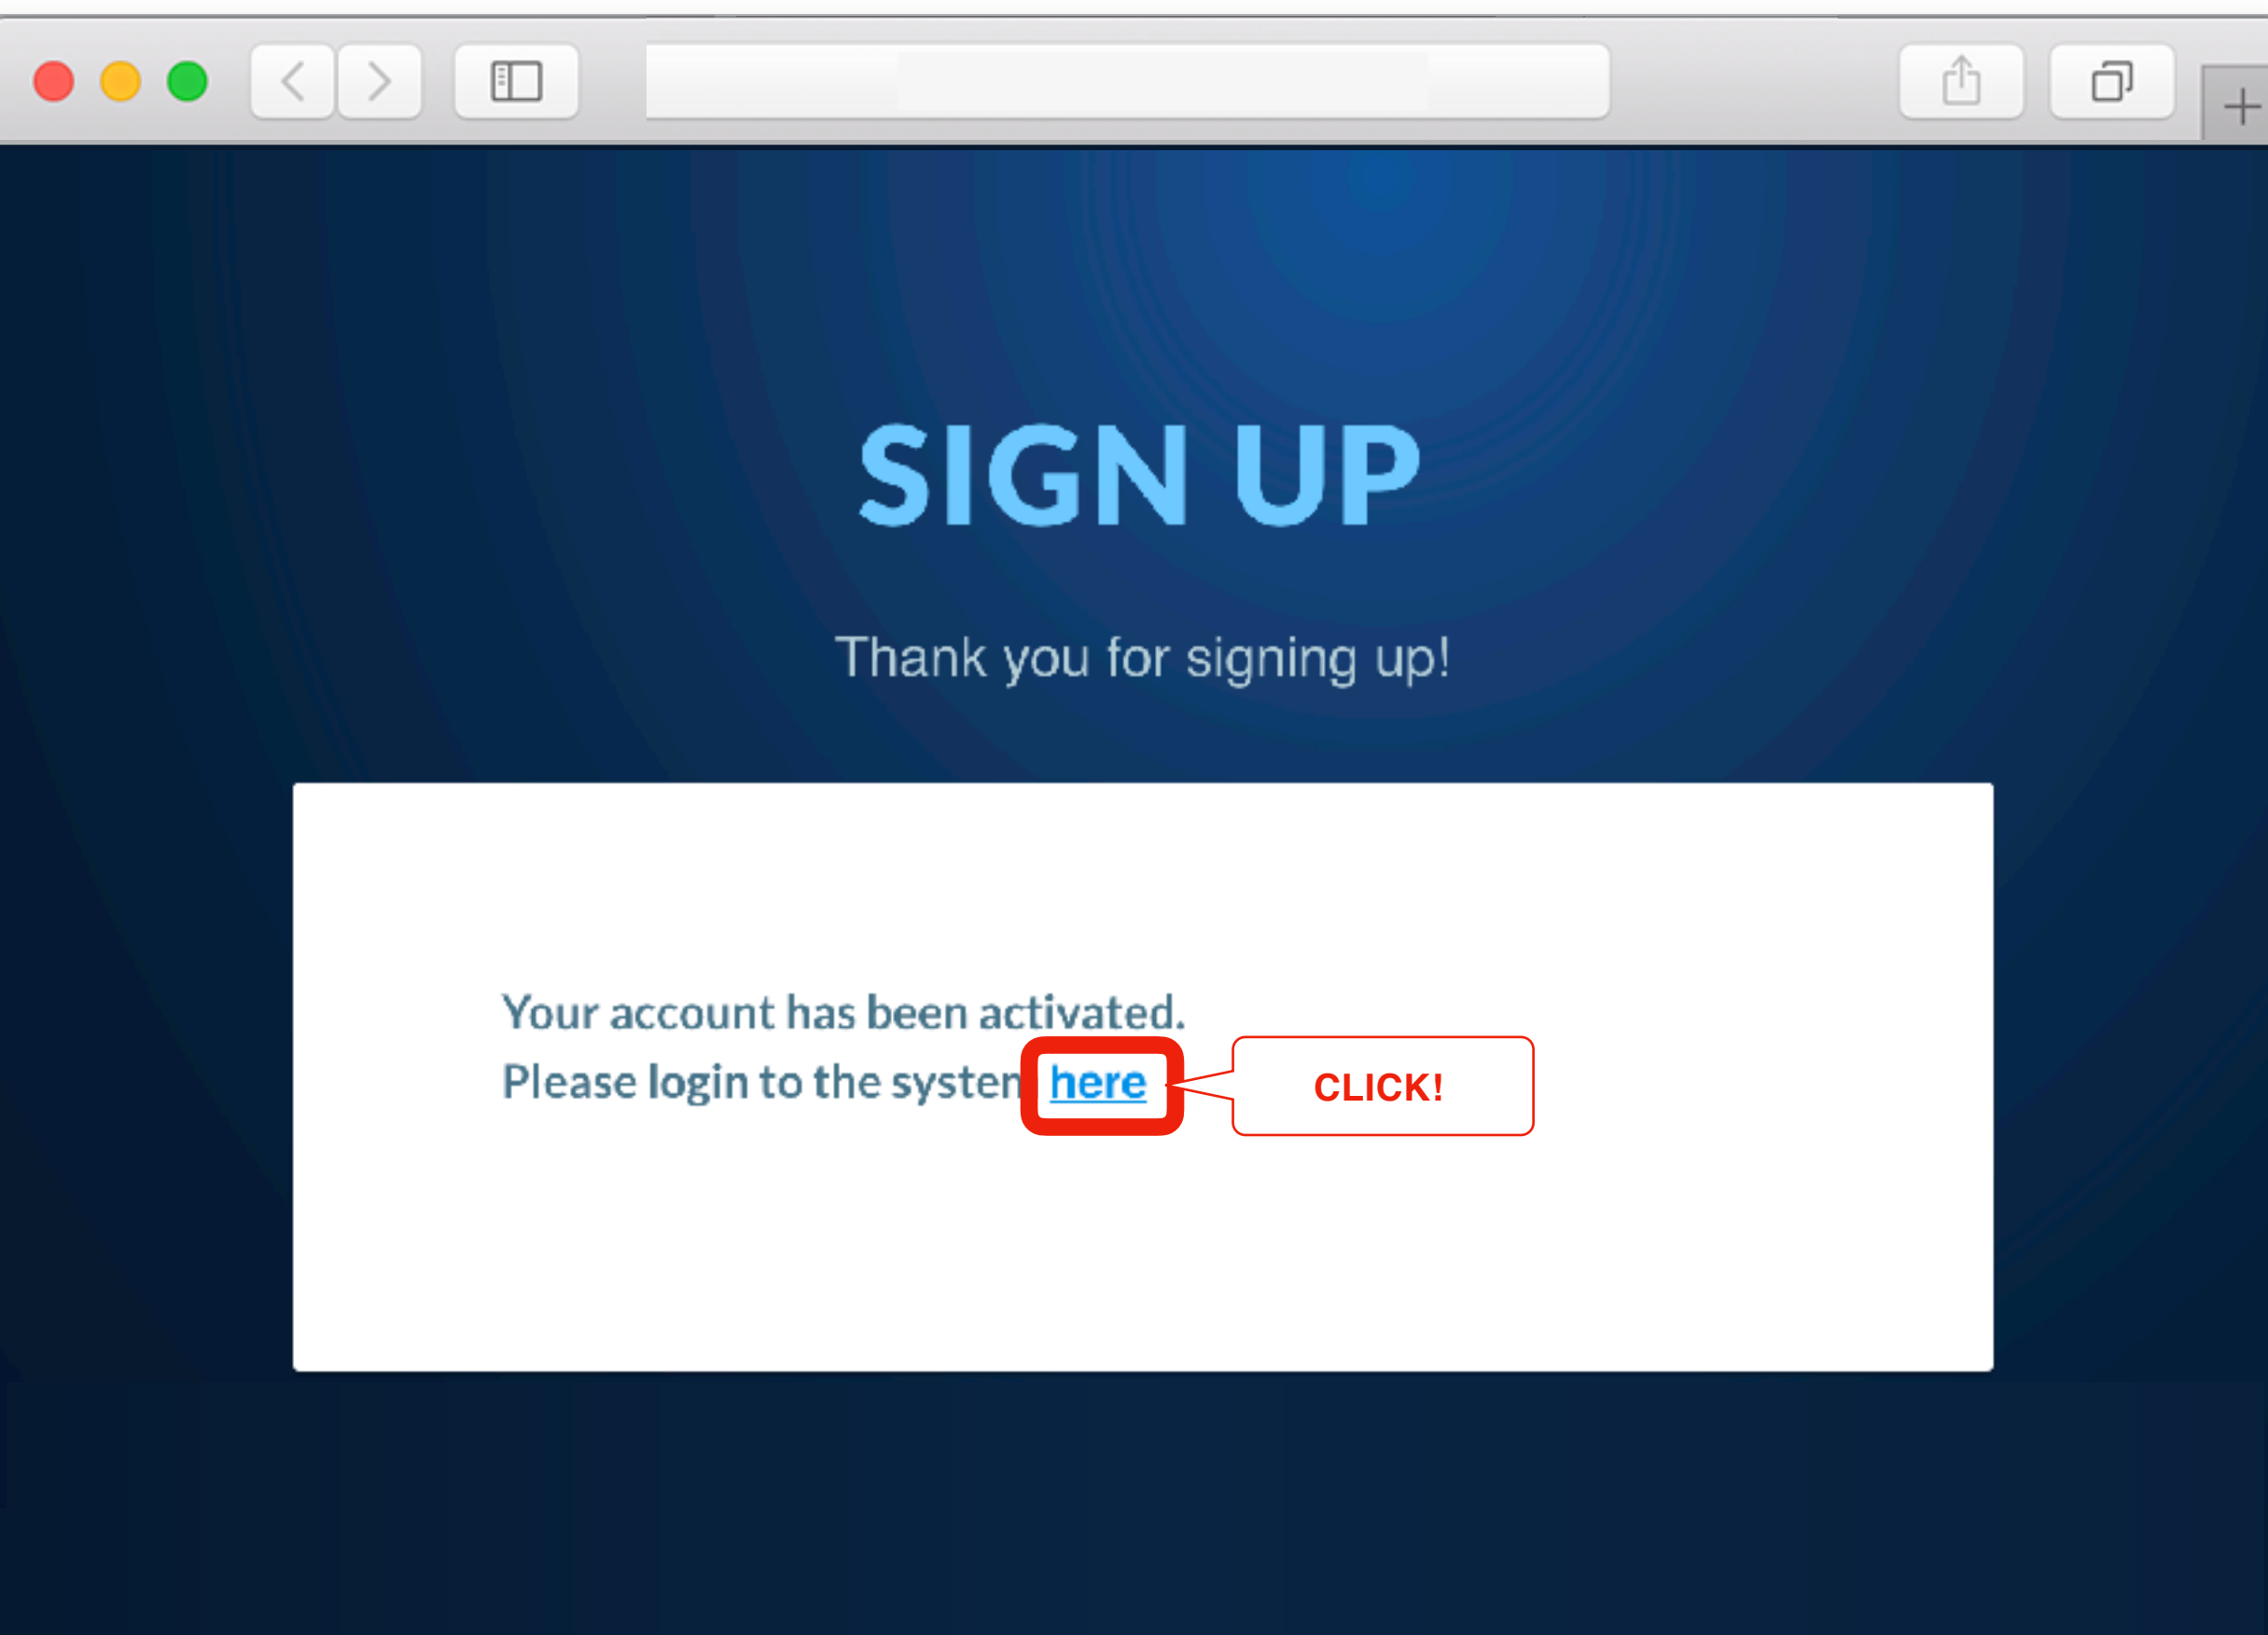 SIGN UP
Thank you for signing up!
Your account has been activated.
Please login to the system here
CLICK!